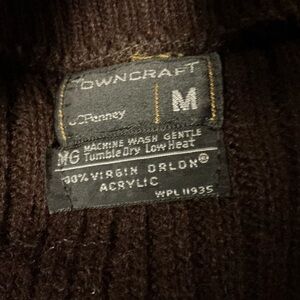 TOWNCRAFT
JCPenney
M
MG MACHINE WASH GENTLE
Tumble Dry Low Heat
100% VIRGIN ORLON®
ACRYLIC
WPL 11935